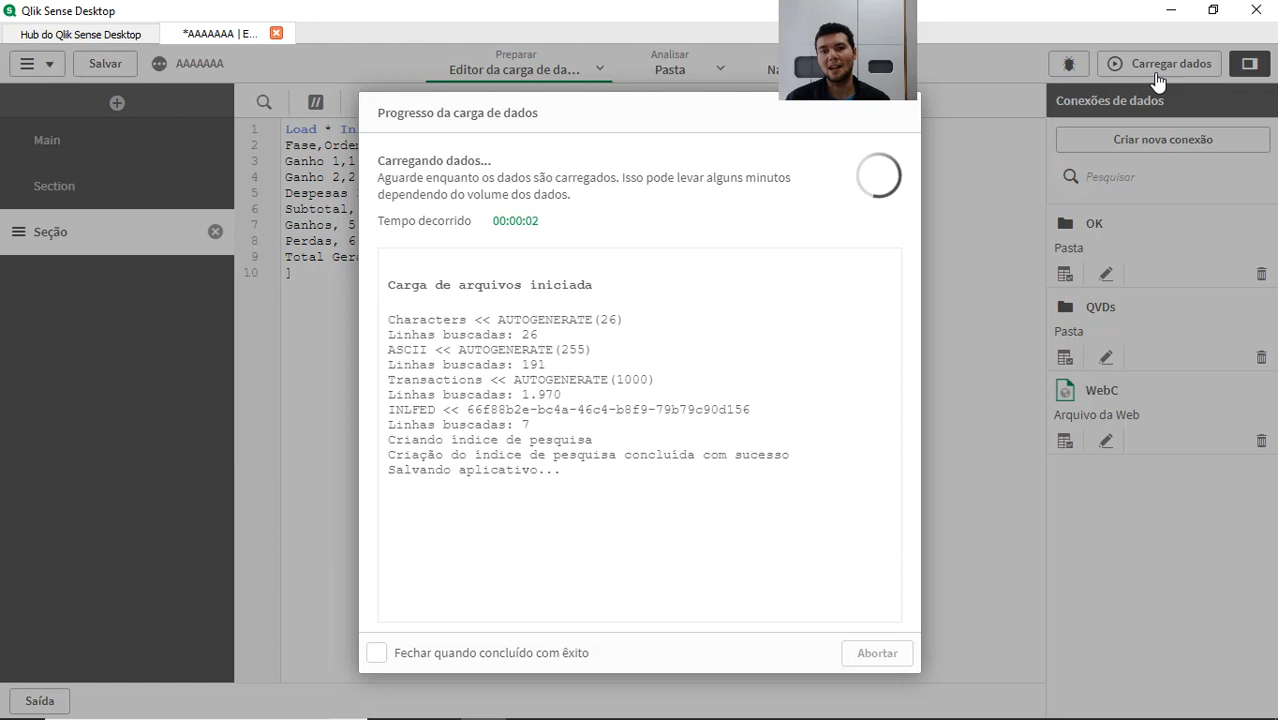 Qlik Sense Desktop
Hub do Qlik Sense Desktop
*AAAAAAA | E...
Salvar
AAAAAAA
Preparar
Editor da carga de da...
Analisar
Pasta
Carregar dados
Main
Section
Seção
1 Load * In
2 Fase,Orde
3 Ganho 1,1
4 Ganho 2,2
5 Despesas
6 Subtotal,
7 Ganhos, 5
8 Perdas, 6
9 Total Ger
10 ]
Progresso da carga de dados
Carregando dados...
Aguarde enquanto os dados são carregados. Isso pode levar alguns minutos
dependendo do volume dos dados.
Tempo decorrido 00:00:02
Carga de arquivos iniciada
Characters << AUTOGENERATE(26)
Linhas buscadas: 26
ASCII << AUTOGENERATE(255)
Linhas buscadas: 191
Transactions << AUTOGENERATE(1000)
Linhas buscadas: 1.970
INLFED << 66f88b2e-bc4a-46c4-b8f9-79b79c90d156
Linhas buscadas: 7
Criando índice de pesquisa
Criação do índice de pesquisa concluída com sucesso
Salvando aplicativo...
Fechar quando concluído com êxito
Abortar
Conexões de dados
Criar nova conexão
Pesquisar
OK
Pasta
QVDs
Pasta
WebC
Arquivo da Web
Saída